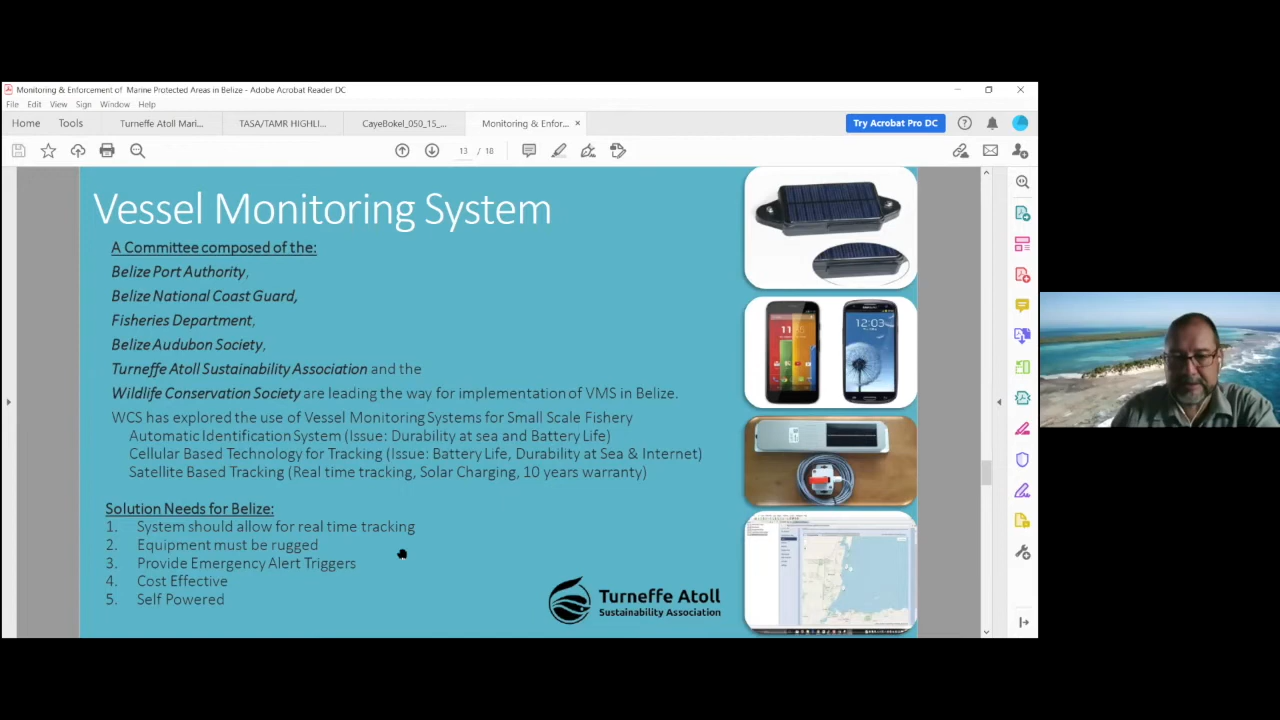 Monitoring & Enforcement of Marine Protected Areas in Belize - Adobe Acrobat Reader DC
File Edit View Sign Window Help
Home Tools Turneffe Atoll Mari... TASA/TAMR HIGHLI... CayeBokel_050_15_... Monitoring & Enfor... × Try Acrobat Pro DC
13 / 18
Vessel Monitoring System
A Committee composed of the:
Belize Port Authority,
Belize National Coast Guard,
Fisheries Department,
Belize Audubon Society,
Turneffe Atoll Sustainability Association and the
Wildlife Conservation Society are leading the way for implementation of VMS in Belize.
WCS has explored the use of Vessel Monitoring Systems for Small Scale Fishery
Automatic Identification System (Issue: Durability at sea and Battery Life)
Cellular Based Technology for Tracking (Issue: Battery Life, Durability at Sea & Internet)
Satellite Based Tracking (Real time tracking, Solar Charging, 10 years warranty)
Solution Needs for Belize:
1. System should allow for real time tracking
2. Equipment must be rugged
3. Provide Emergency Alert Triggers
4. Cost Effective
5. Self Powered
Turneffe Atoll
Sustainability Association
12:03